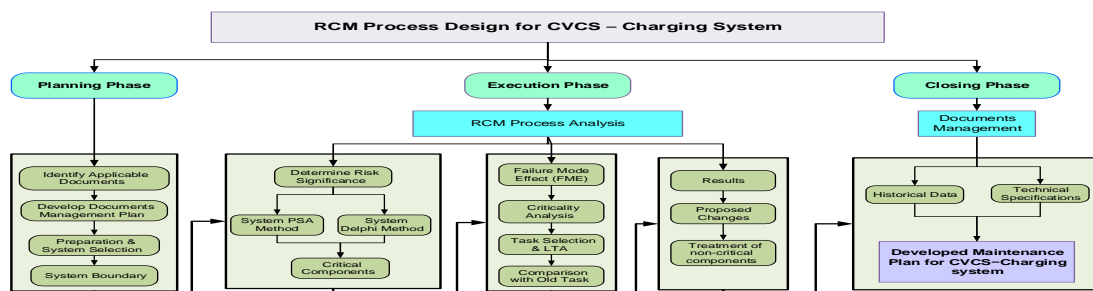 RCM Process Design for CVCS – Charging System
Planning Phase
Execution Phase
Closing Phase
RCM Process Analysis
Documents
Management
Identify Applicable
Documents
Develop Documents
Management Plan
Preparation &
System Selection
System Boundary
Determine Risk
Significance
System PSA
Method
System
Delphi Method
Critical
Components
Failure Mode
Effect (FME)
Criticality
Analysis
Task Selection
& LTA
Comparison
with Old Task
Results
Proposed
Changes
Treatment of
non-critical
components
Historical Data
Technical
Specifications
Developed Maintenance
Plan for CVCS–Charging
system